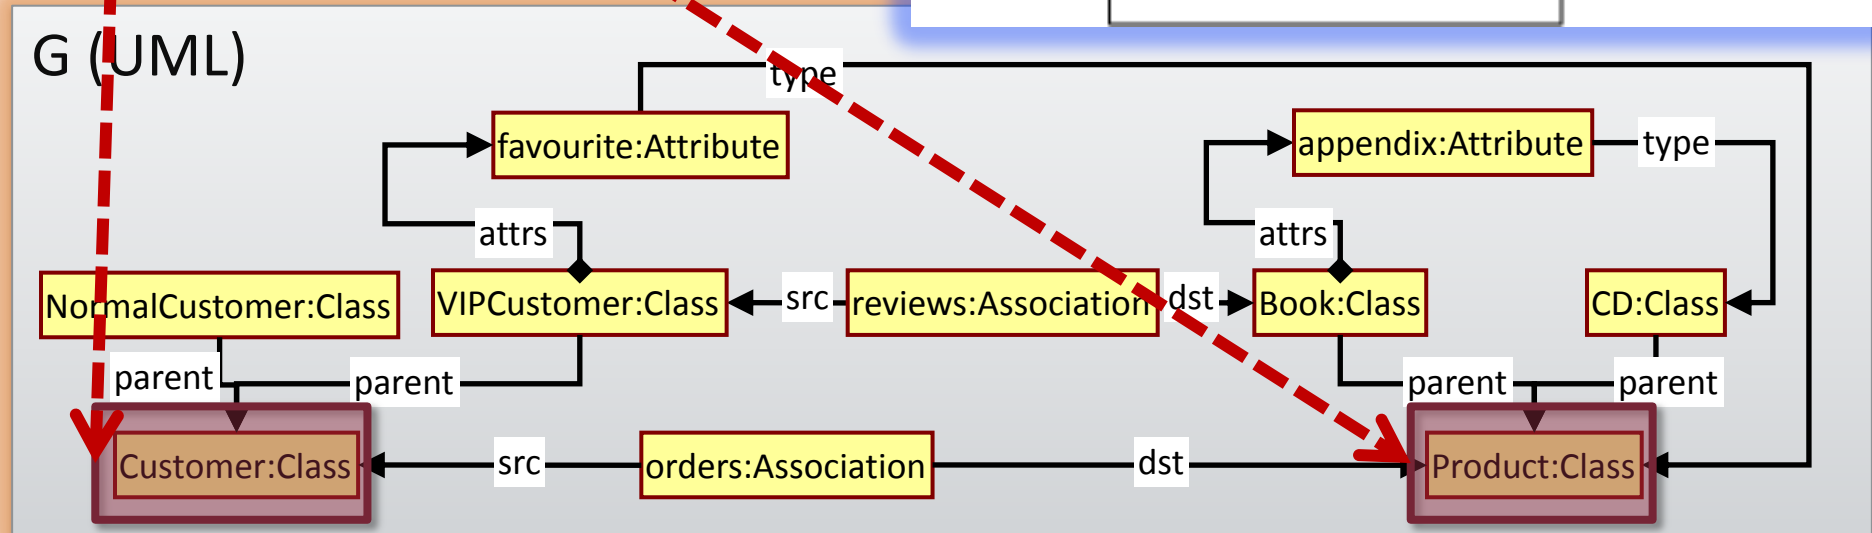 G (UML)
type
favourite:Attribute
appendix:Attribute
type
attrs
attrs
NormalCustomer:Class
VIPCustomer:Class
src
reviews:Association
dst
Book:Class
CD:Class
parent
parent
parent
parent
Customer:Class
src
orders:Association
dst
Product:Class